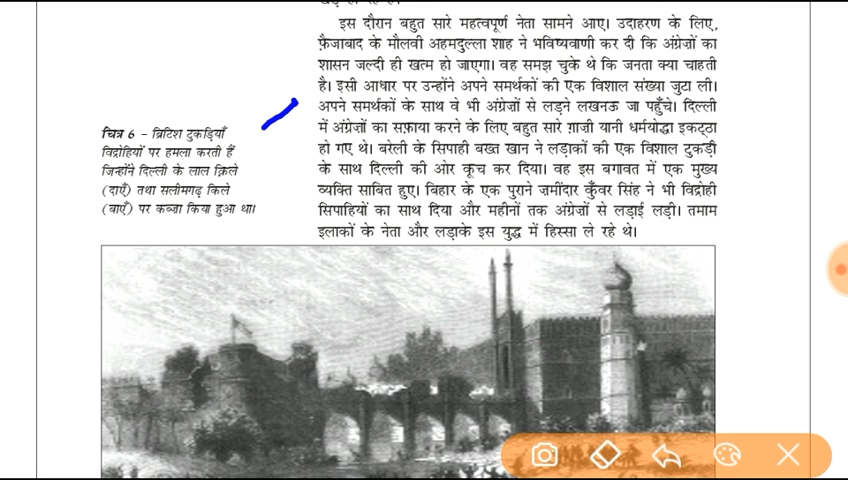 इस दौरान बहुत सारे महत्वपूर्ण नेता सामने आए। उदाहरण के लिए,
फ़ैजाबाद के मौलवी अहमदुल्ला शाह ने भविष्यवाणी कर दी कि अंग्रेज़ों का
शासन जल्दी ही खत्म हो जाएगा। वह समझ चुके थे कि जनता क्या चाहती
है। इसी आधार पर उन्होंने अपने समर्थकों की एक विशाल संख्या जुटा ली।
अपने समर्थकों के साथ वे भी अंग्रेज़ों से लड़ने लखनऊ जा पहुँचे। दिल्ली
में अंग्रेज़ों का सफ़ाया करने के लिए बहुत सारे ग़ाज़ी यानी धर्मयोद्धा इकट्ठा
हो गए थे। बरेली के सिपाही बख्त खान ने लड़ाकों की एक विशाल टुकड़ी
के साथ दिल्ली की ओर कूच कर दिया। वह इस बगावत में एक मुख्य
व्यक्ति साबित हुए। बिहार के एक पुराने ज़मींदार कुँवर सिंह ने भी विद्रोही
सिपाहियों का साथ दिया और महीनों तक अंग्रेज़ों से लड़ाई लड़ी। तमाम
इलाकों के नेता और लड़ाके इस युद्ध में हिस्सा ले रहे थे।
चित्र 6 – ब्रिटिश टुकड़ियाँ
विद्रोहियों पर हमला करती हैं
जिन्होंने दिल्ली के लाल क़िले
(दाएँ) तथा सलीमगढ़ किले
(बाएँ) पर कब्ज़ा किया हुआ था।